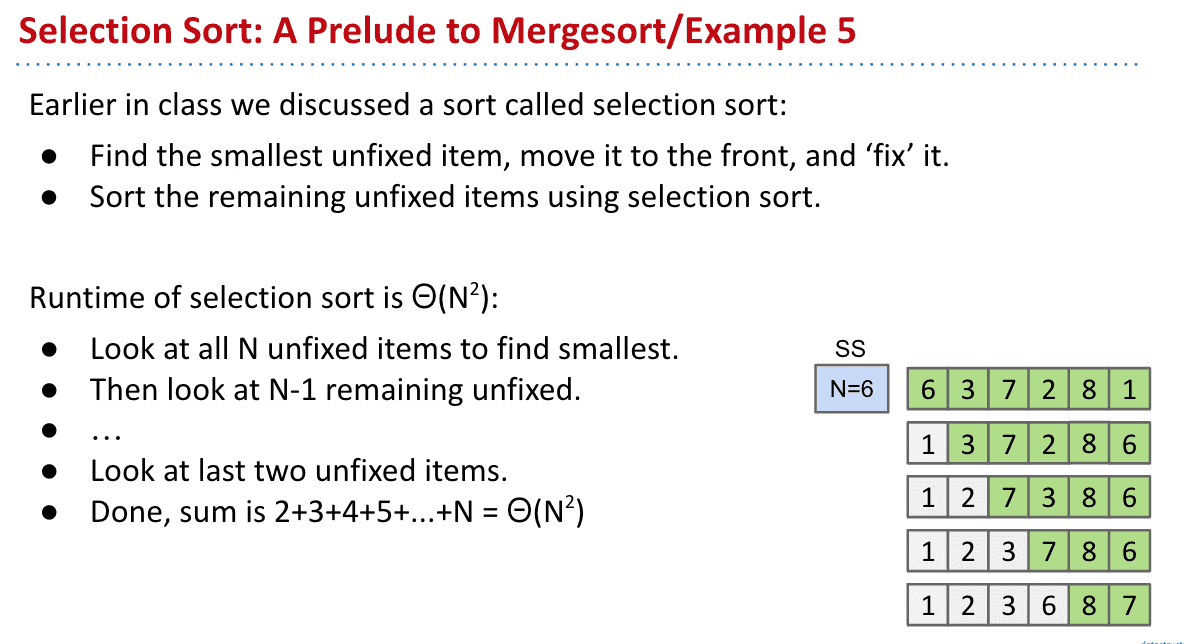 Selection Sort: A Prelude to Mergesort/Example 5
Earlier in class we discussed a sort called selection sort:
● Find the smallest unfixed item, move it to the front, and ‘fix’ it.
● Sort the remaining unfixed items using selection sort.
Runtime of selection sort is Θ(N²):
● Look at all N unfixed items to find smallest.
● Then look at N-1 remaining unfixed.
● …
● Look at last two unfixed items.
● Done, sum is 2+3+4+5+...+N = Θ(N²)
SS
N=6
6 3 7 2 8 1
1 3 7 2 8 6
1 2 7 3 8 6
1 2 3 7 8 6
1 2 3 6 8 7